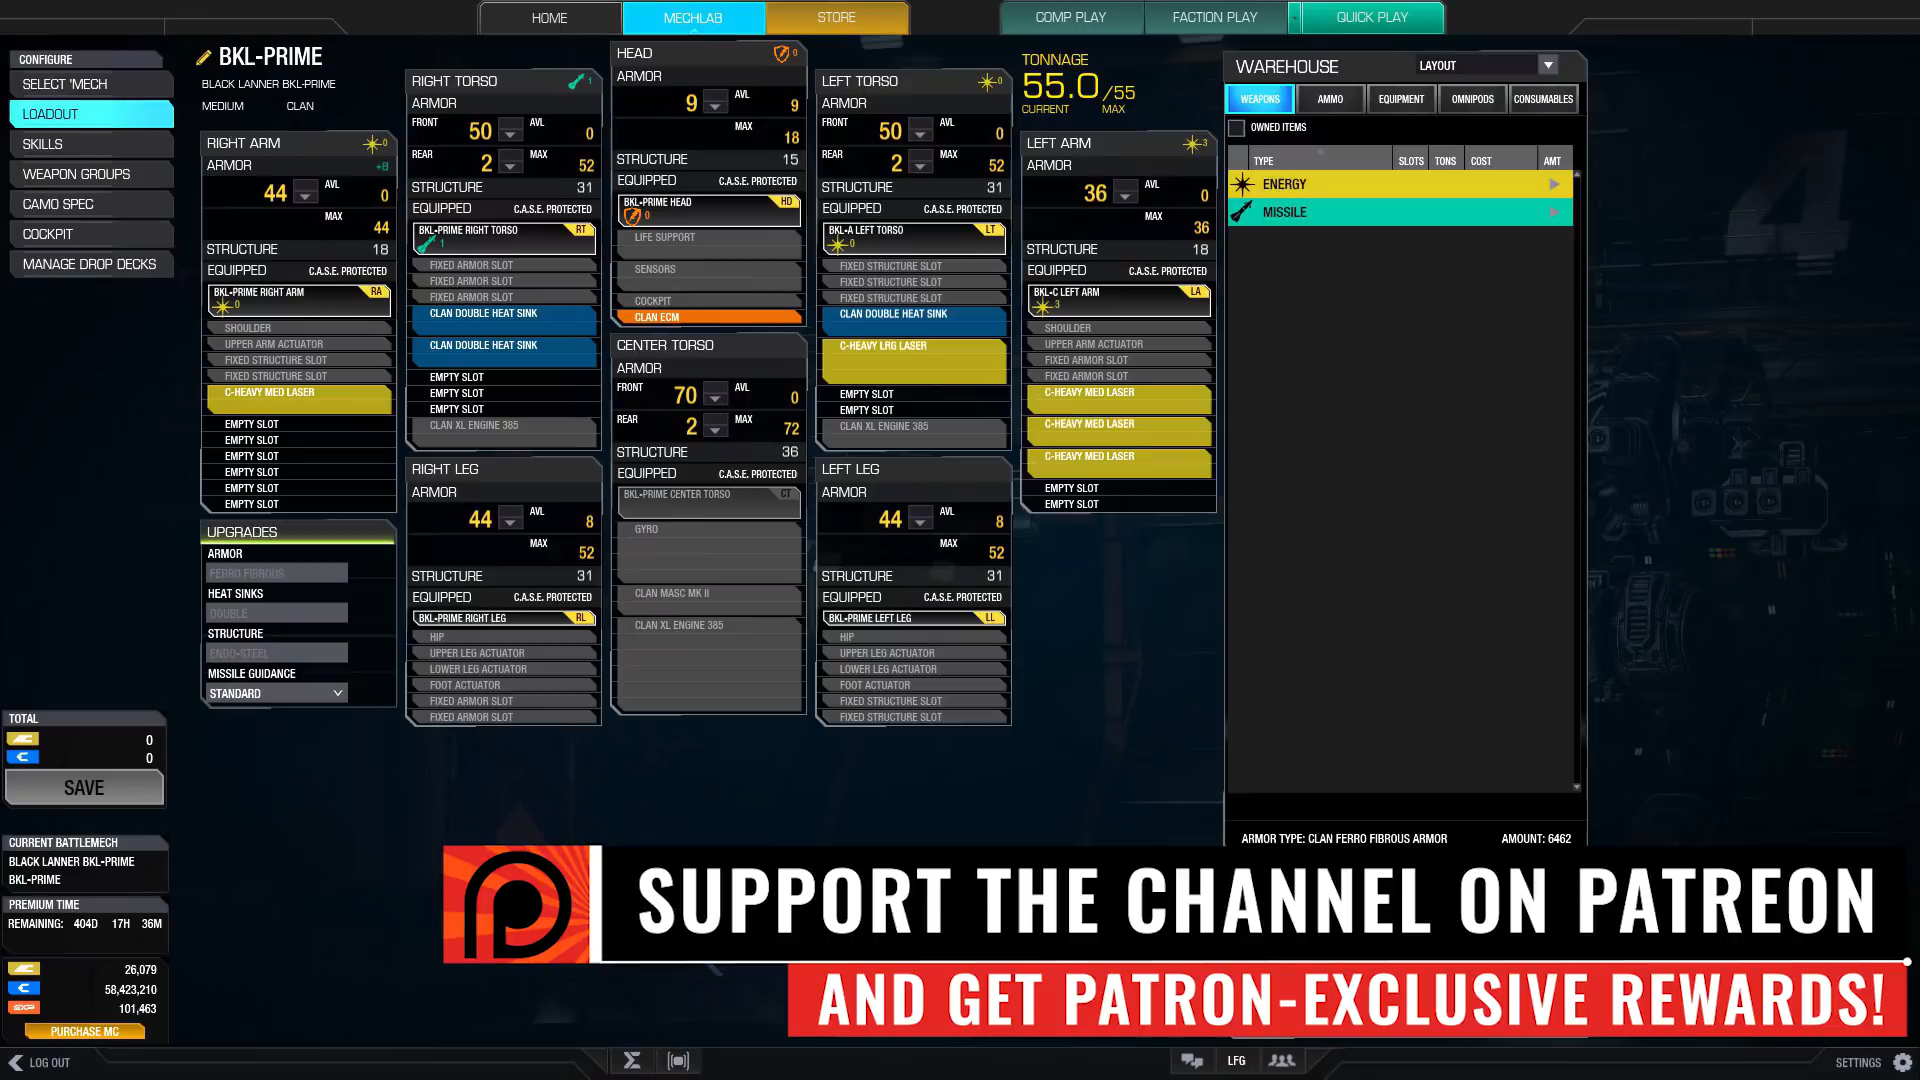 HOME
MECHLAB
STORE
COMP PLAY
FACTION PLAY
QUICK PLAY
CONFIGURE
SELECT 'MECH
LOADOUT
SKILLS
WEAPON GROUPS
CAMO SPEC
COCKPIT
MANAGE DROP DECKS
BKL-PRIME
BLACK LANNER BKL-PRIME
MEDIUM CLAN
RIGHT ARM 0
ARMOR +8
44 AVL 0
MAX 44
STRUCTURE 18
EQUIPPED C.A.S.E. PROTECTED
BKL-PRIME RIGHT ARM RA
0
SHOULDER
UPPER ARM ACTUATOR
FIXED STRUCTURE SLOT
FIXED STRUCTURE SLOT
C-HEAVY MED LASER
EMPTY SLOT
EMPTY SLOT
EMPTY SLOT
EMPTY SLOT
EMPTY SLOT
EMPTY SLOT
UPGRADES
ARMOR
FERRO FIBROUS
HEAT SINKS
DOUBLE
STRUCTURE
ENDO-STEEL
MISSILE GUIDANCE
STANDARD
RIGHT TORSO 1
ARMOR
FRONT 50 AVL 0
REAR 2 MAX 52
STRUCTURE 31
EQUIPPED C.A.S.E. PROTECTED
BKL-PRIME RIGHT TORSO RT
1
FIXED ARMOR SLOT
FIXED ARMOR SLOT
FIXED ARMOR SLOT
CLAN DOUBLE HEAT SINK
CLAN DOUBLE HEAT SINK
EMPTY SLOT
EMPTY SLOT
EMPTY SLOT
CLAN XL ENGINE 385
RIGHT LEG
ARMOR
44 AVL 8
MAX 52
STRUCTURE 31
EQUIPPED C.A.S.E. PROTECTED
BKL-PRIME RIGHT LEG RL
HIP
UPPER LEG ACTUATOR
LOWER LEG ACTUATOR
FOOT ACTUATOR
FIXED ARMOR SLOT
FIXED ARMOR SLOT
HEAD 0
ARMOR
9 AVL 9
MAX 18
STRUCTURE 15
EQUIPPED C.A.S.E. PROTECTED
BKL-PRIME HEAD HD
0
LIFE SUPPORT
SENSORS
COCKPIT
CLAN ECM
CENTER TORSO
ARMOR
FRONT 70 AVL 0
REAR 2 MAX 72
STRUCTURE 36
EQUIPPED C.A.S.E. PROTECTED
BKL-PRIME CENTER TORSO CT
GYRO
CLAN MASC MK II
CLAN XL ENGINE 385
LEFT TORSO 0
ARMOR
FRONT 50 AVL 0
REAR 2 MAX 52
STRUCTURE 31
EQUIPPED C.A.S.E. PROTECTED
BKL-A LEFT TORSO LT
0
FIXED STRUCTURE SLOT
FIXED STRUCTURE SLOT
FIXED STRUCTURE SLOT
CLAN DOUBLE HEAT SINK
C-HEAVY LRG LASER
EMPTY SLOT
EMPTY SLOT
CLAN XL ENGINE 385
LEFT LEG
ARMOR
44 AVL 8
MAX 52
STRUCTURE 31
EQUIPPED C.A.S.E. PROTECTED
BKL-PRIME LEFT LEG LL
HIP
UPPER LEG ACTUATOR
LOWER LEG ACTUATOR
FOOT ACTUATOR
FIXED STRUCTURE SLOT
FIXED STRUCTURE SLOT
TONNAGE
55.0 /55
CURRENT MAX
LEFT ARM 3
ARMOR
36 AVL 0
MAX 36
STRUCTURE 18
EQUIPPED C.A.S.E. PROTECTED
BKL-C LEFT ARM LA
3
SHOULDER
UPPER ARM ACTUATOR
FIXED ARMOR SLOT
FIXED ARMOR SLOT
C-HEAVY MED LASER
C-HEAVY MED LASER
C-HEAVY MED LASER
EMPTY SLOT
EMPTY SLOT
WAREHOUSE LAYOUT
WEAPONS AMMO EQUIPMENT OMNIPODS CONSUMABLES
OWNED ITEMS
TYPE SLOTS TONS COST AMT
ENERGY
MISSILE
ARMOR TYPE: CLAN FERRO FIBROUS ARMOR AMOUNT: 6462
TOTAL
0
0
SAVE
CURRENT BATTLEMECH
BLACK LANNER BKL-PRIME
BKL-PRIME
PREMIUM TIME
REMAINING: 404D 17H 36M
26,079
58,423,210
GXP 101,463
PURCHASE MC
SUPPORT THE CHANNEL ON PATREON
AND GET PATRON-EXCLUSIVE REWARDS!
LOG OUT
LFG
SETTINGS